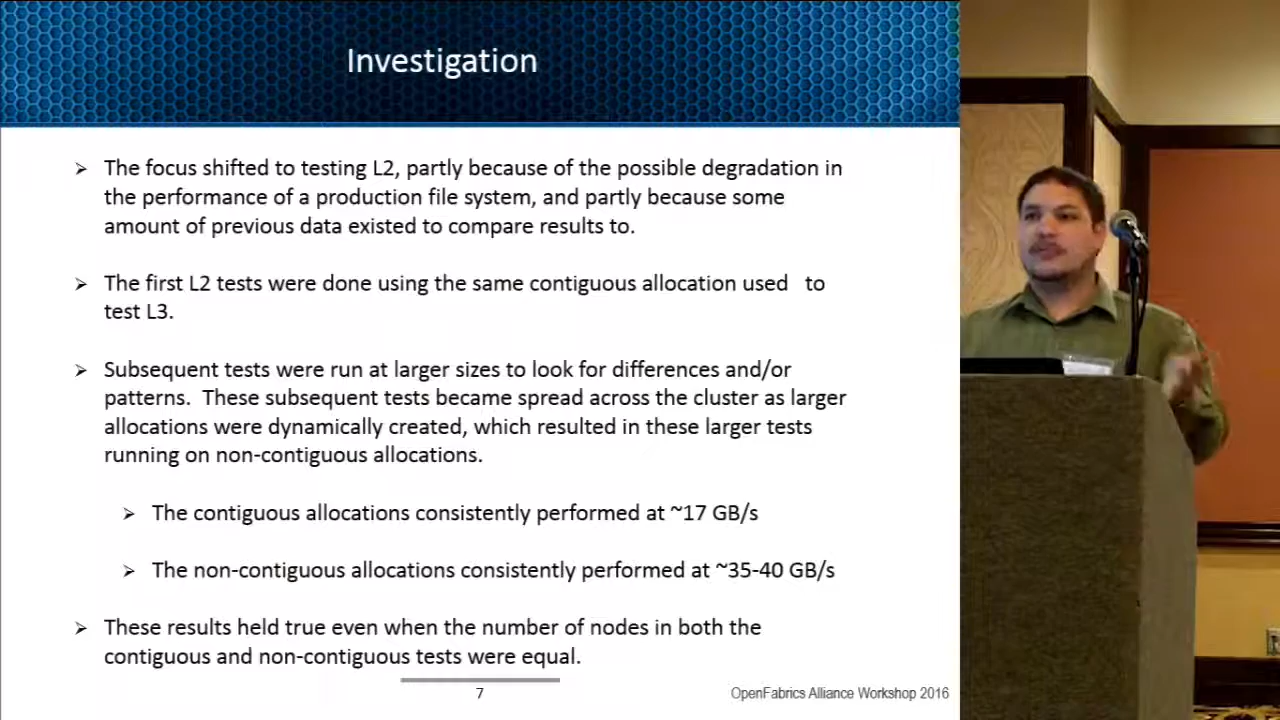 Investigation
➢ The focus shifted to testing L2, partly because of the possible degradation in
the performance of a production file system, and partly because some
amount of previous data existed to compare results to.
➢ The first L2 tests were done using the same contiguous allocation used to
test L3.
➢ Subsequent tests were run at larger sizes to look for differences and/or
patterns. These subsequent tests became spread across the cluster as larger
allocations were dynamically created, which resulted in these larger tests
running on non-contiguous allocations.
➢ The contiguous allocations consistently performed at ~17 GB/s
➢ The non-contiguous allocations consistently performed at ~35-40 GB/s
➢ These results held true even when the number of nodes in both the
contiguous and non-contiguous tests were equal.
7
OpenFabrics Alliance Workshop 2016